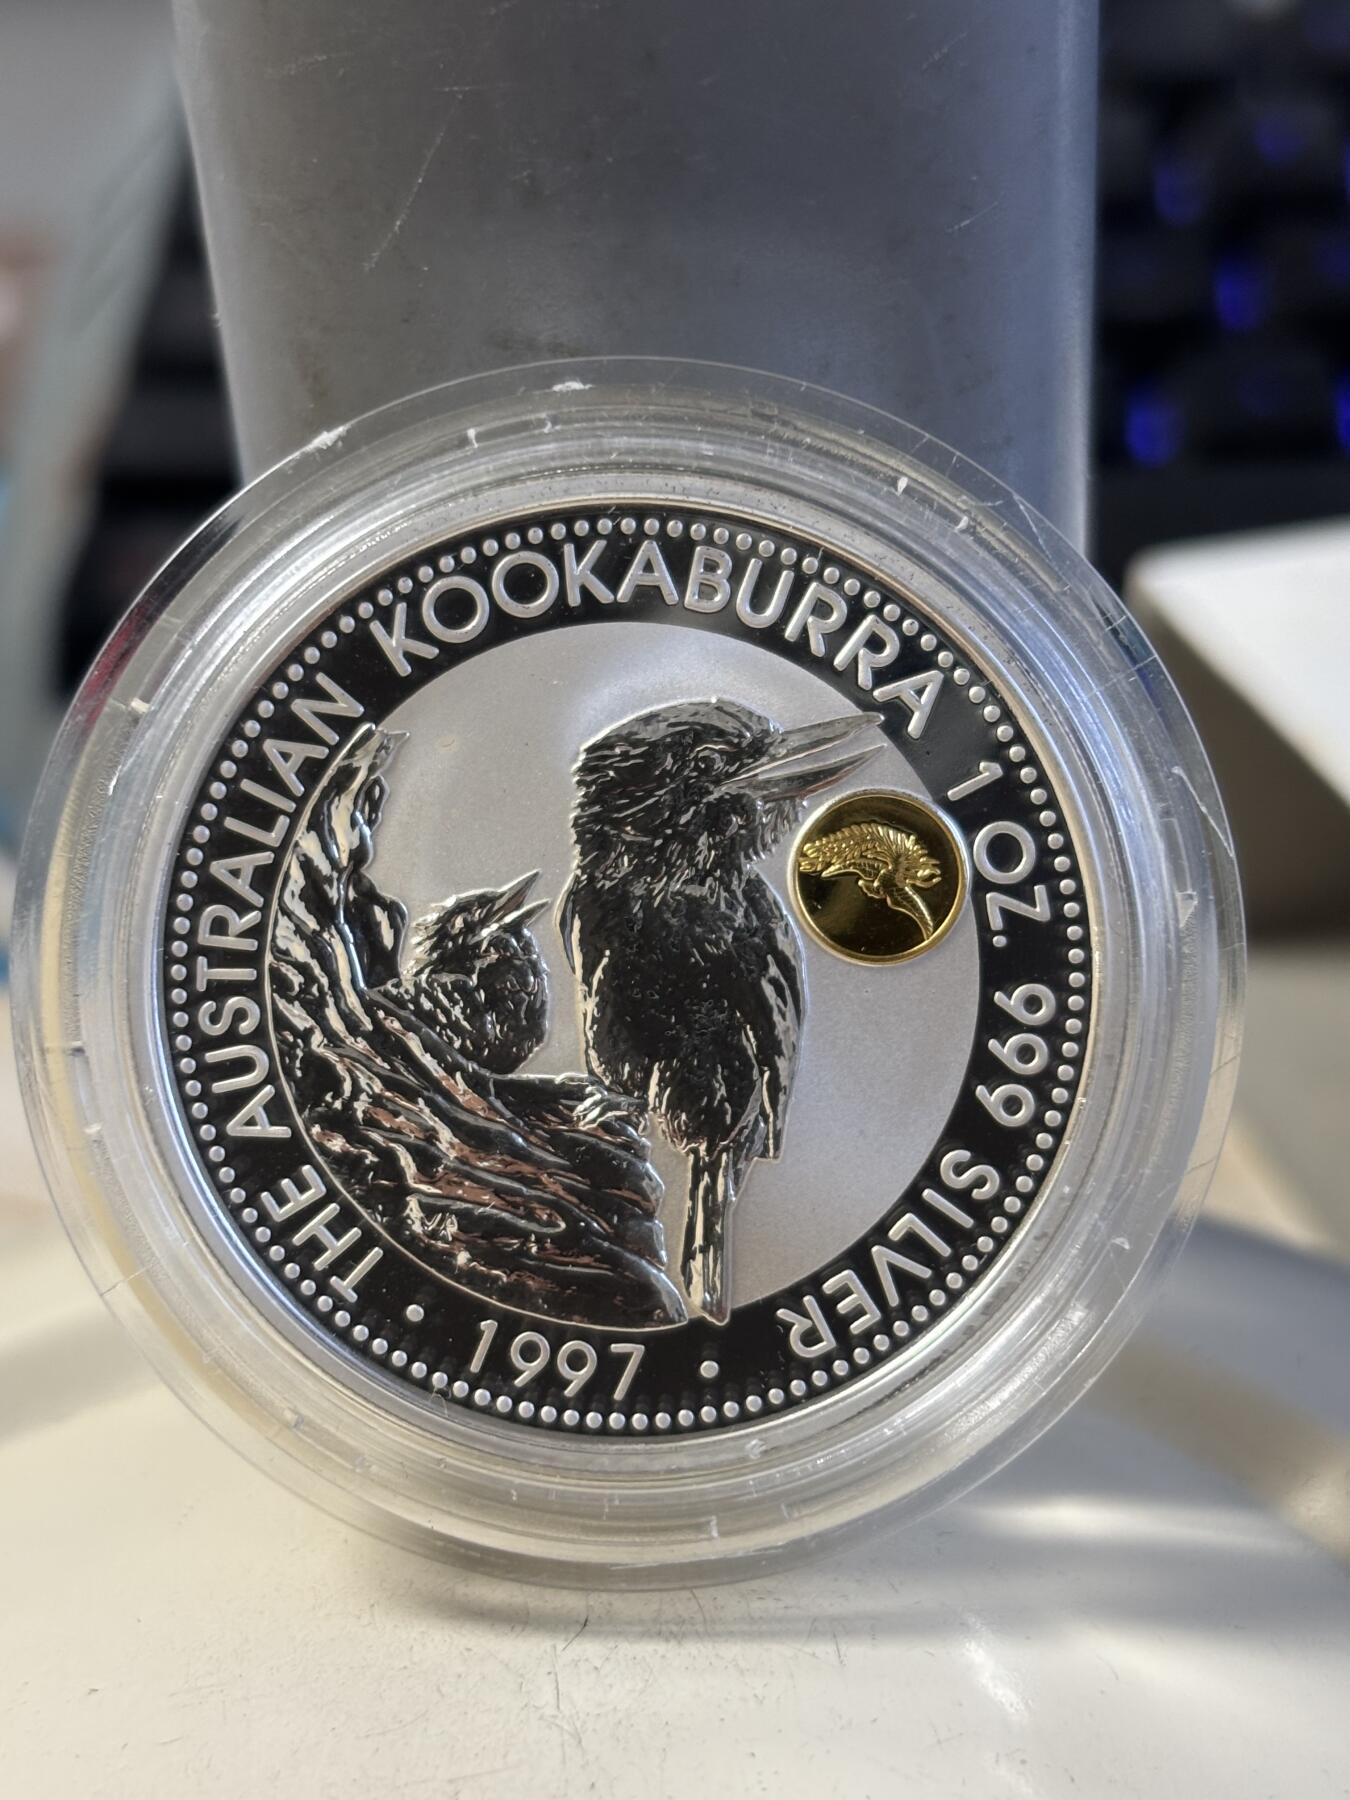 THE AUSTRALIAN KOOKABURRA 1 OZ. 999 SILVER
• 1997 •